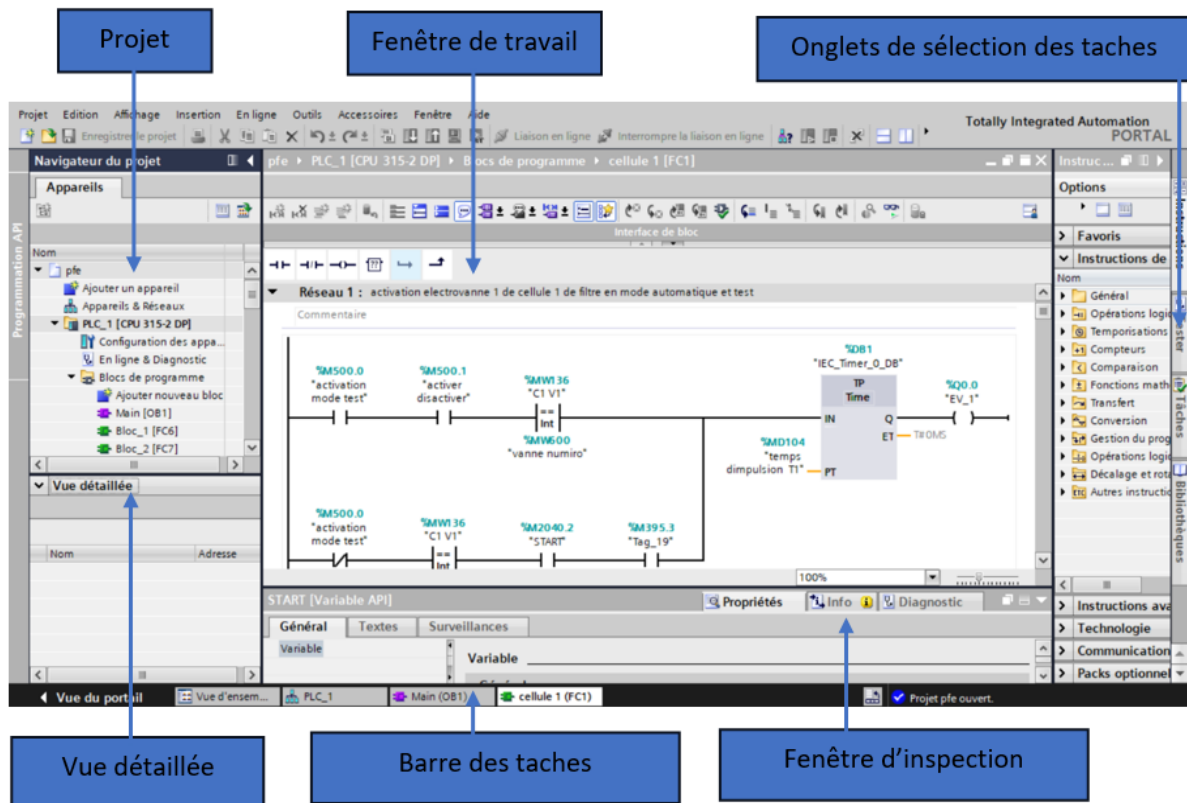 Projet
Fenêtre de travail
Onglets de sélection des taches
Projet Edition Affichage Insertion En ligne Outils Accessoires Fenêtre Aide
Totally Integrated Automation
PORTAL
Enregistrer le projet
Liaison en ligne
Interrompre la liaison en ligne
Navigateur du projet
pfe PLC_1 [CPU 315-2 DP] Blocs de programme cellule 1 [FC1]
Instruc...
Appareils
Options
Programmation API
Interface de bloc
Nom
pfe
Ajouter un appareil
Appareils & Réseaux
PLC_1 [CPU 315-2 DP]
Configuration des appa...
En ligne & Diagnostic
Blocs de programme
Ajouter nouveau bloc
Main [OB1]
Bloc_1 [FC6]
Bloc_2 [FC7]
Vue détaillée
Nom Adresse
Réseau 1 : activation electrovanne 1 de cellule 1 de filtre en mode automatique et test
Commentaire
%M500.0
"activation
mode test"
%M500.1
"activer
disactiver"
%MW136
"C1 V1"
==
Int
%MW600
"vanne numiro"
%DB1
"IEC_Timer_0_DB"
TP
Time
IN Q
ET
T#0MS
PT
%MD104
"temps
dimpulsion T1"
%Q0.0
"EV_1"
%M500.0
"activation
mode test"
%MW136
"C1 V1"
==
Int
%M2040.2
"START"
%M395.3
"Tag_19"
100%
Favoris
Instructions de
Nom
Général
Opérations logi
Temporisations
Compteurs
Comparaison
Fonctions math
Transfert
Conversion
Gestion du prog
Opérations logi
Décalage et rota
Autres instructio
Instructions ava
Technologie
Communication
Packs optionnel
Instructions
Tâches
Bibliothèques
START [Variable API]
Propriétés
Info
Diagnostic
Général Textes Surveillances
Variable
Variable
Vue du portail
Vue d'ensem...
PLC_1
Main (OB1)
cellule 1 (FC1)
Projet pfe ouvert.
Vue détaillée
Barre des taches
Fenêtre d'inspection